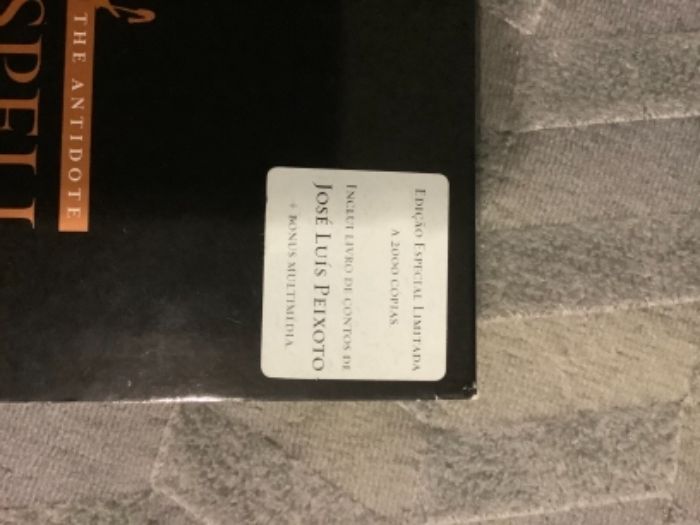 SPELL
THE ANTIDOTE
EDIÇÃO ESPECIAL LIMITADA
A 2000 CÓPIAS.
INCLUI LIVRO DE CONTOS DE
JOSÉ LUÍS PEIXOTO
+ BÓNUS MULTIMÉDIA.